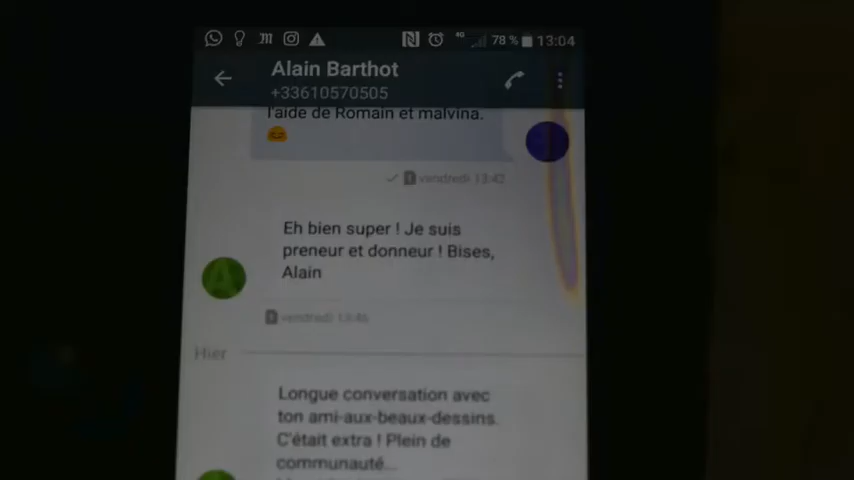 4G 78 % 13:04
Alain Barthot
+33610570505
l'aide de Romain et malvina.
vendredi 13:42
Eh bien super ! Je suis
preneur et donneur ! Bises,
Alain
A
vendredi 13:46
Hier
Longue conversation avec
ton ami-aux-beaux-dessins.
C'était extra ! Plein de
communauté...